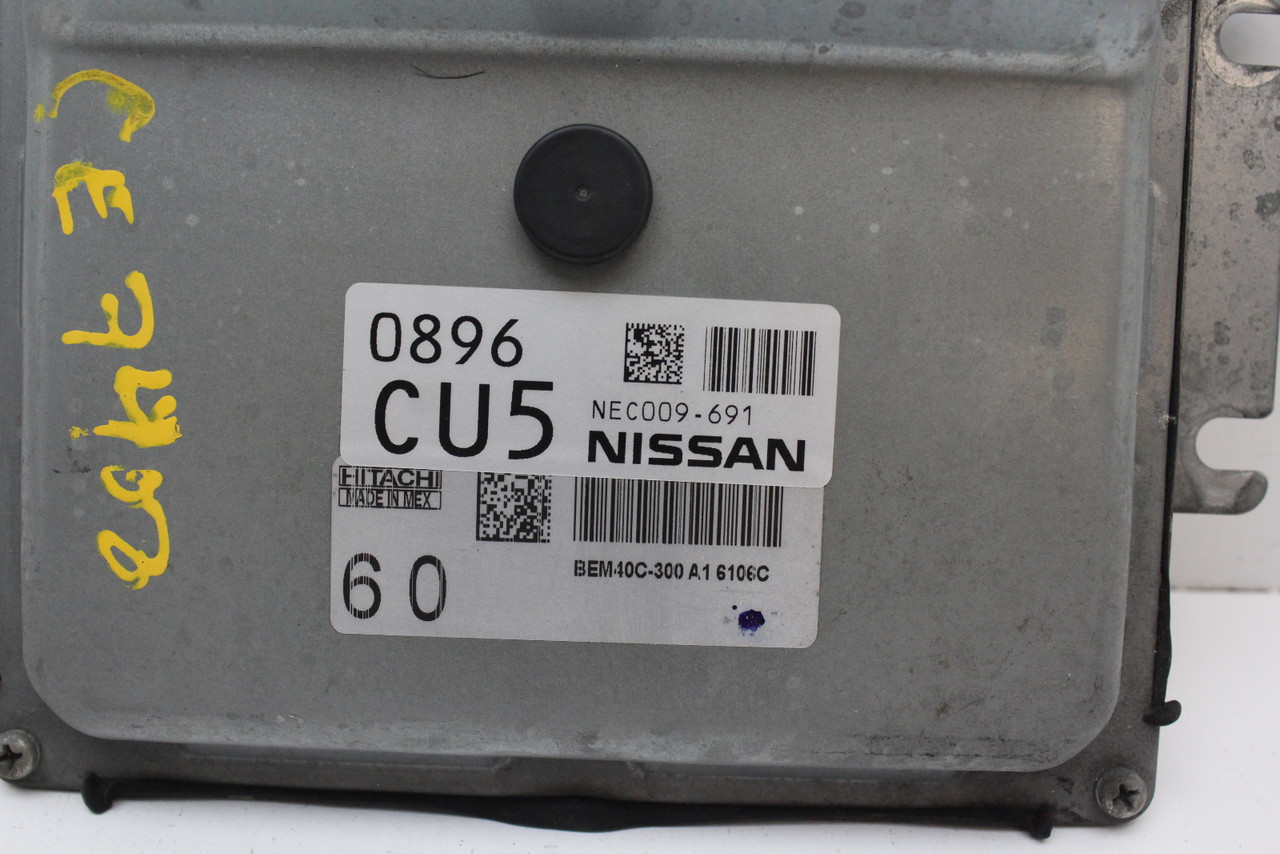 0896
CU5
NEC009-691
NISSAN
HITACHI
MADE IN MEX
60
BEM40C-300 A1 6106C